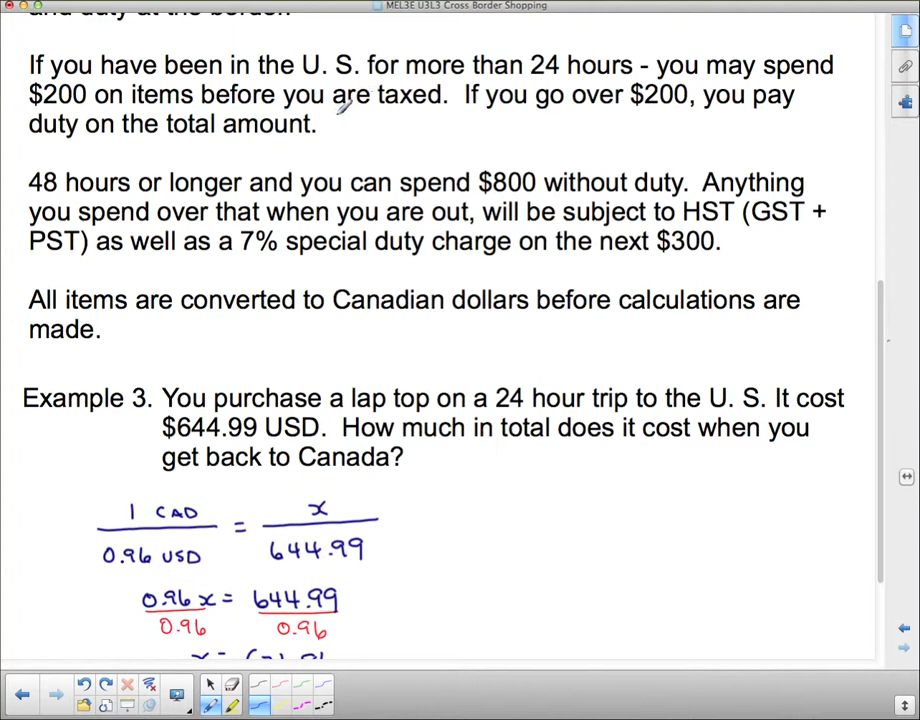 MEL3E U3L3 Cross Border Shopping
and duty at the border.
If you have been in the U. S. for more than 24 hours - you may spend
$200 on items before you are taxed. If you go over $200, you pay
duty on the total amount.
48 hours or longer and you can spend $800 without duty. Anything
you spend over that when you are out, will be subject to HST (GST +
PST) as well as a 7% special duty charge on the next $300.
All items are converted to Canadian dollars before calculations are
made.
Example 3. You purchase a lap top on a 24 hour trip to the U. S. It cost
$644.99 USD. How much in total does it cost when you
get back to Canada?
1 CAD = x
0.96 USD 644.99
0.96 x = 644.99
0.96 0.96
x =